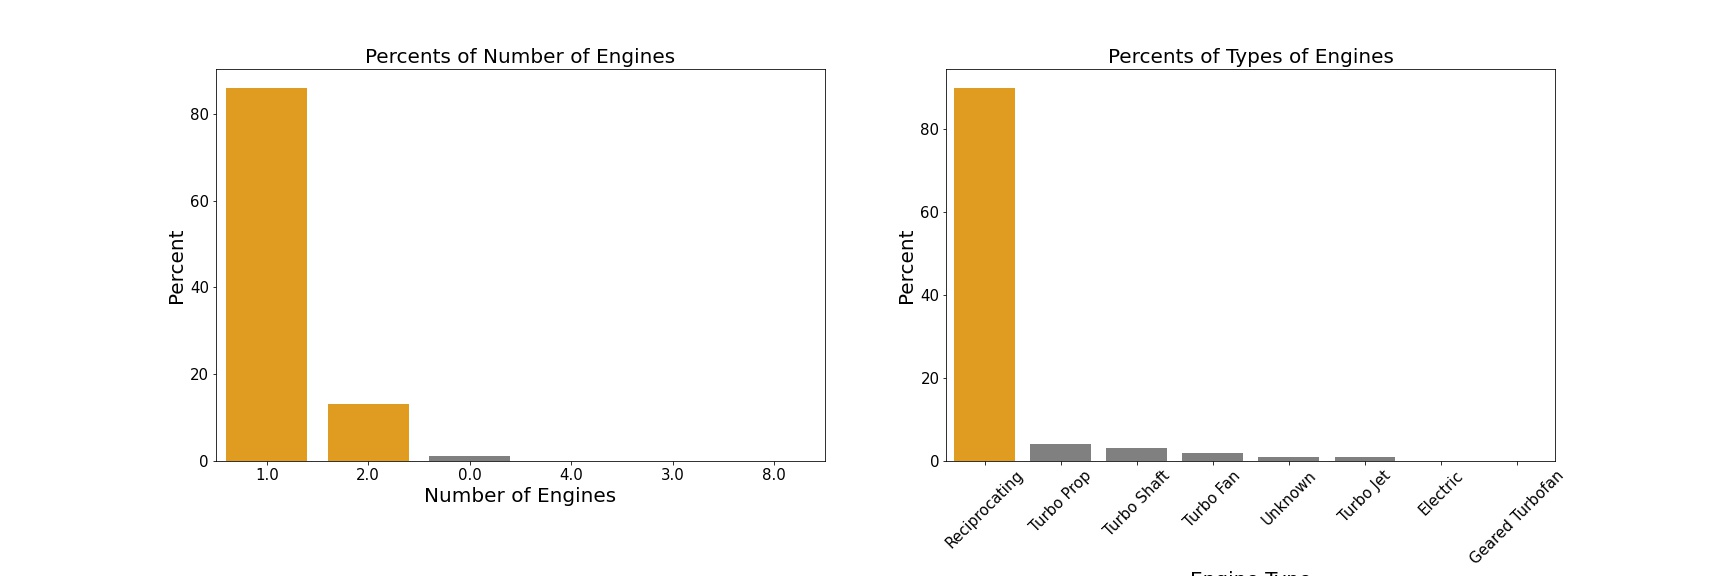 Percents of Number of Engines
Percent
80
60
40
20
0
1.0 2.0 0.0 4.0 3.0 8.0
Number of Engines
Percents of Types of Engines
Percent
80
60
40
20
0
Reciprocating
Turbo Prop
Turbo Shaft
Turbo Fan
Unknown
Turbo Jet
Electric
Geared Turbofan
Engine Type